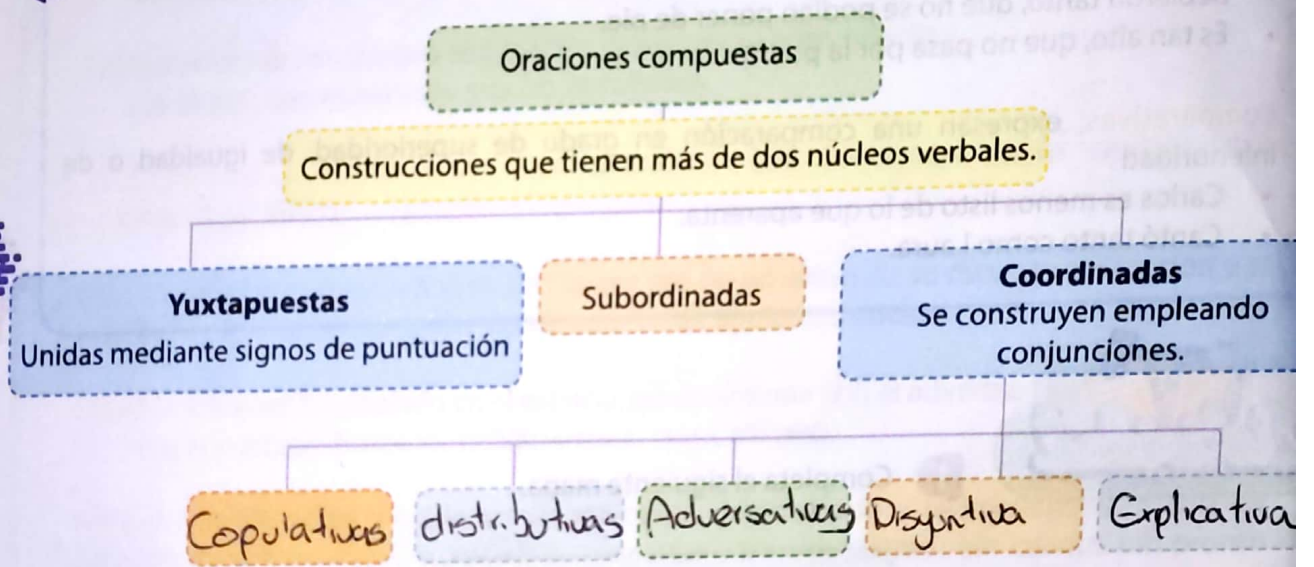 Oraciones compuestas
Construcciones que tienen más de dos núcleos verbales.
Yuxtapuestas
Unidas mediante signos de puntuación
Subordinadas
Coordinadas
Se construyen empleando
conjunciones.
Copulativas
distributivas
Adversativas
Disyuntiva
Explicativa